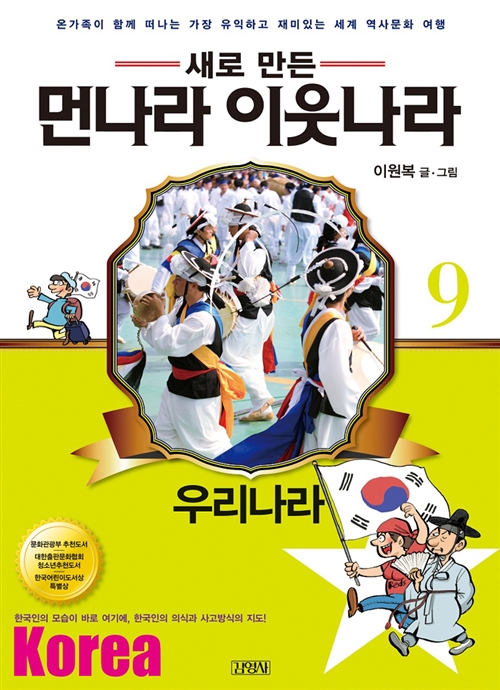 온가족이 함께 떠나는 가장 유익하고 재미있는 세계 역사문화 여행
새로 만든
먼나라 이웃나라
이원복 글·그림
9
우리나라
문화관광부 추천도서
대한출판문화협회
청소년추천도서
한국어린이도서상
특별상
한국인의 모습이 바로 여기에, 한국인의 의식과 사고방식의 지도!
Korea
김영사